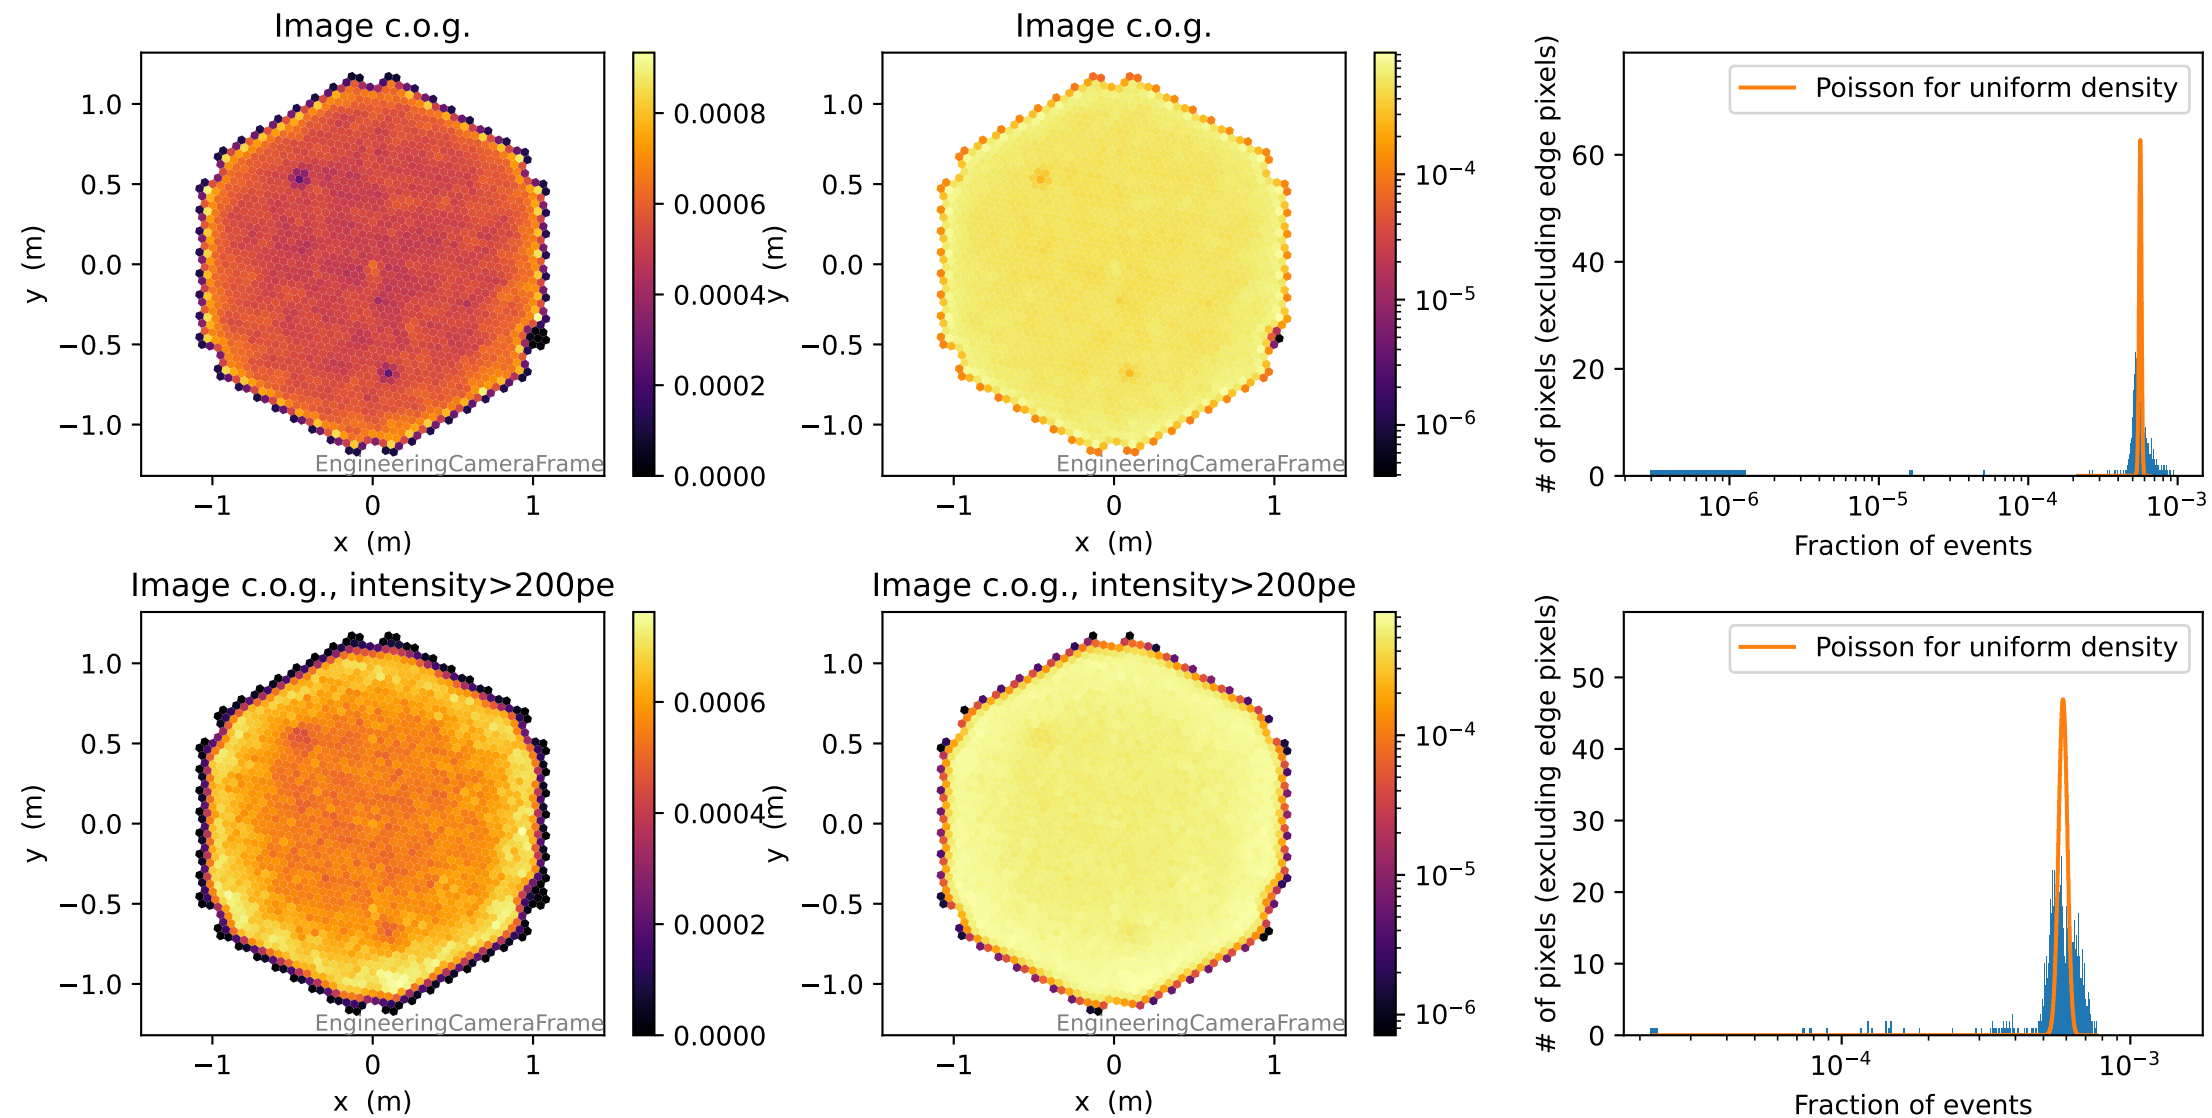 Image c.o.g.
1.0
0.5
0.0
−0.5
−1.0
y (m)
−1
0
1
x (m)
EngineeringCameraFrame
0.0008
0.0006
0.0004
0.0002
0.0000
Image c.o.g.
1.0
0.5
0.0
−0.5
−1.0
y (m)
−1
0
1
x (m)
EngineeringCameraFrame
10⁻⁴
10⁻⁵
10⁻⁶
Poisson for uniform density
# of pixels (excluding edge pixels)
60
40
20
0
10⁻⁶
10⁻⁵
10⁻⁴
10⁻³
Fraction of events
Image c.o.g., intensity>200pe
1.0
0.5
0.0
−0.5
−1.0
y (m)
−1
0
1
x (m)
EngineeringCameraFrame
0.0006
0.0004
0.0002
0.0000
Image c.o.g., intensity>200pe
1.0
0.5
0.0
−0.5
−1.0
y (m)
−1
0
1
x (m)
EngineeringCameraFrame
10⁻⁴
10⁻⁵
10⁻⁶
Poisson for uniform density
# of pixels (excluding edge pixels)
50
40
30
20
10
0
10⁻⁴
10⁻³
Fraction of events